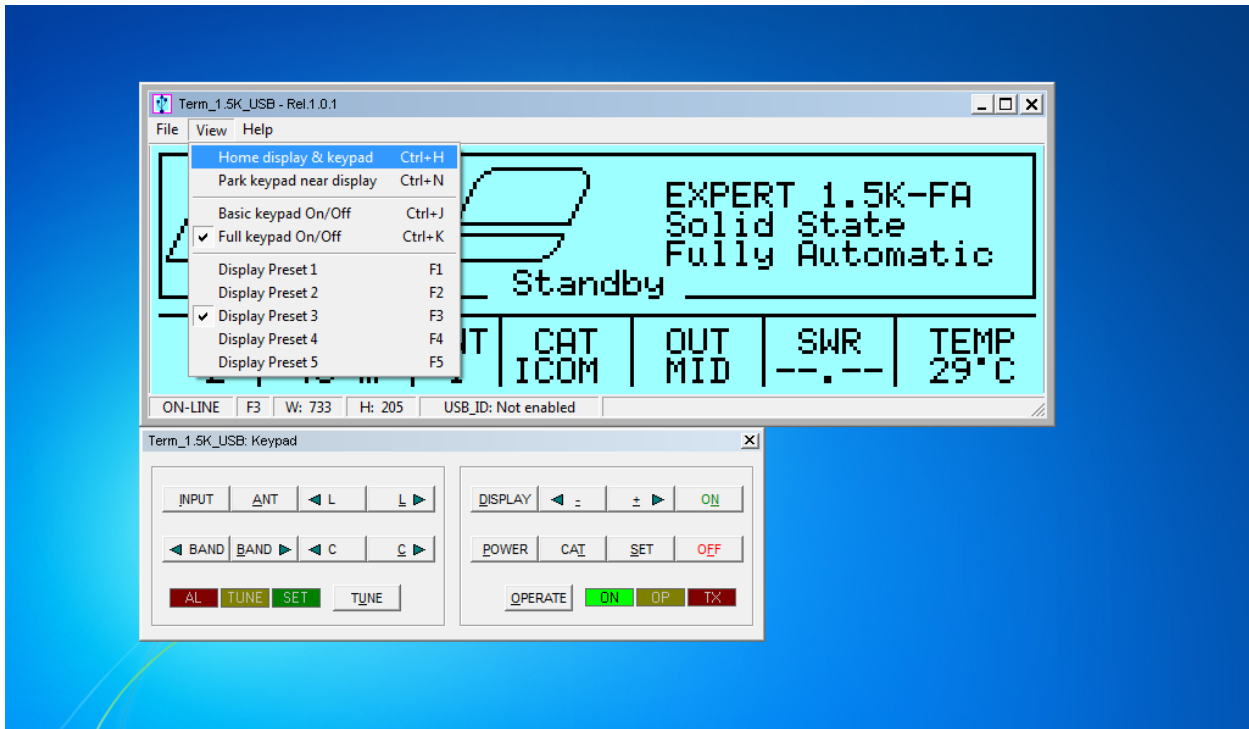 Term_1.5K_USB - Rel.1.0.1
File View Help
Home display & keypad Ctrl+H
Park keypad near display Ctrl+N
Basic keypad On/Off Ctrl+J
Full keypad On/Off Ctrl+K
Display Preset 1 F1
Display Preset 2 F2
Display Preset 3 F3
Display Preset 4 F4
Display Preset 5 F5
EXPERT 1.5K-FA
Solid State
Fully Automatic
Standby
CAT OUT SWR TEMP
ICOM MID --.-- 29°C
ON-LINE F3 W: 733 H: 205 USB_ID: Not enabled
Term_1.5K_USB: Keypad
INPUT ANT L L DISPLAY - + ON
BAND BAND C C POWER CAT SET OFF
AL TUNE SET TUNE OPERATE ON OP TX